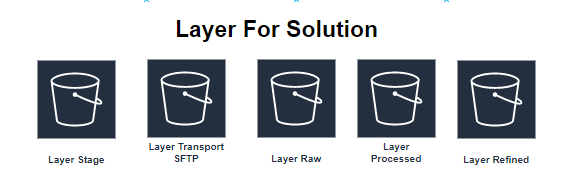 Layer For Solution
Layer Stage
Layer Transport
SFTP
Layer Raw
Layer
Processed
Layer Refined